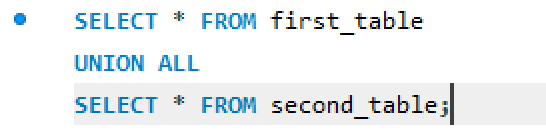 SELECT * FROM first_table
UNION ALL
SELECT * FROM second_table;